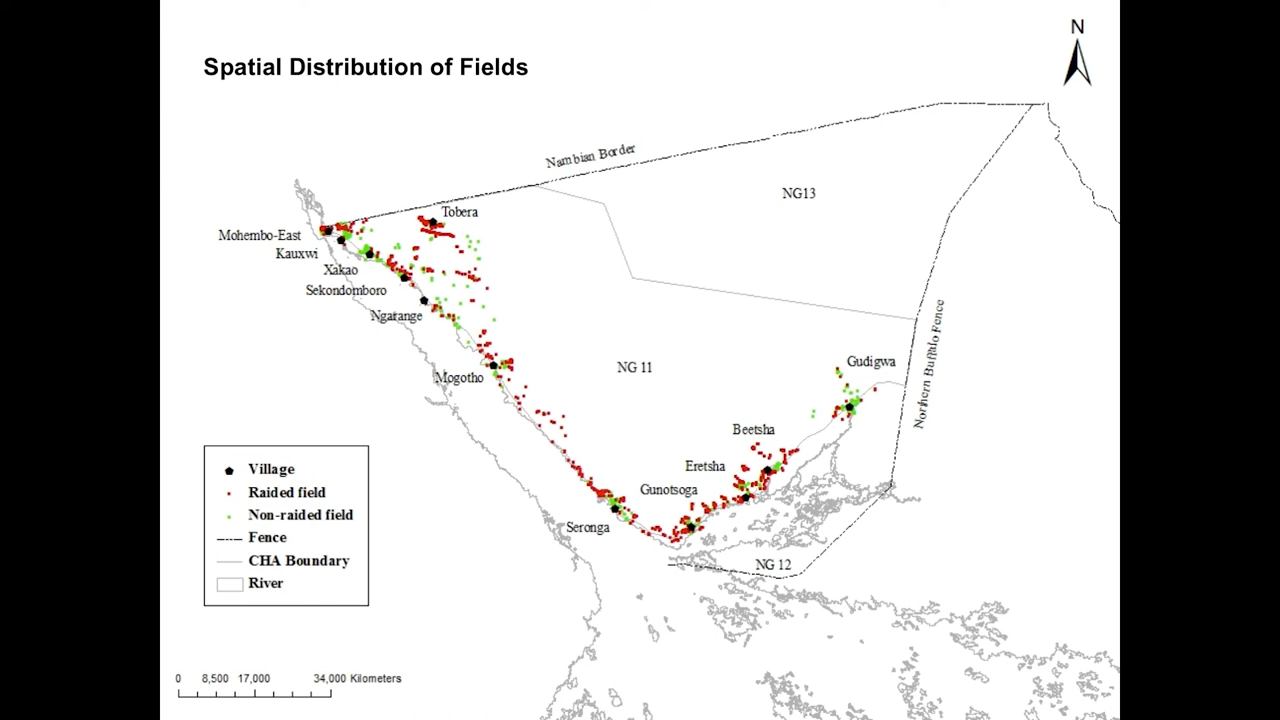 N
Spatial Distribution of Fields
Nambian Border
NG13
Tobera
Mohembo-East
Kauxwi
Xakao
Sekondomboro
Ngarange
Northern Buffalo Fence
Gudigwa
NG 11
Mogotho
Beetsha
Eretsha
Gunotsoga
Seronga
NG 12
Village
Raided field
Non-raided field
Fence
CHA Boundary
River
0 8,500 17,000 34,000 Kilometers